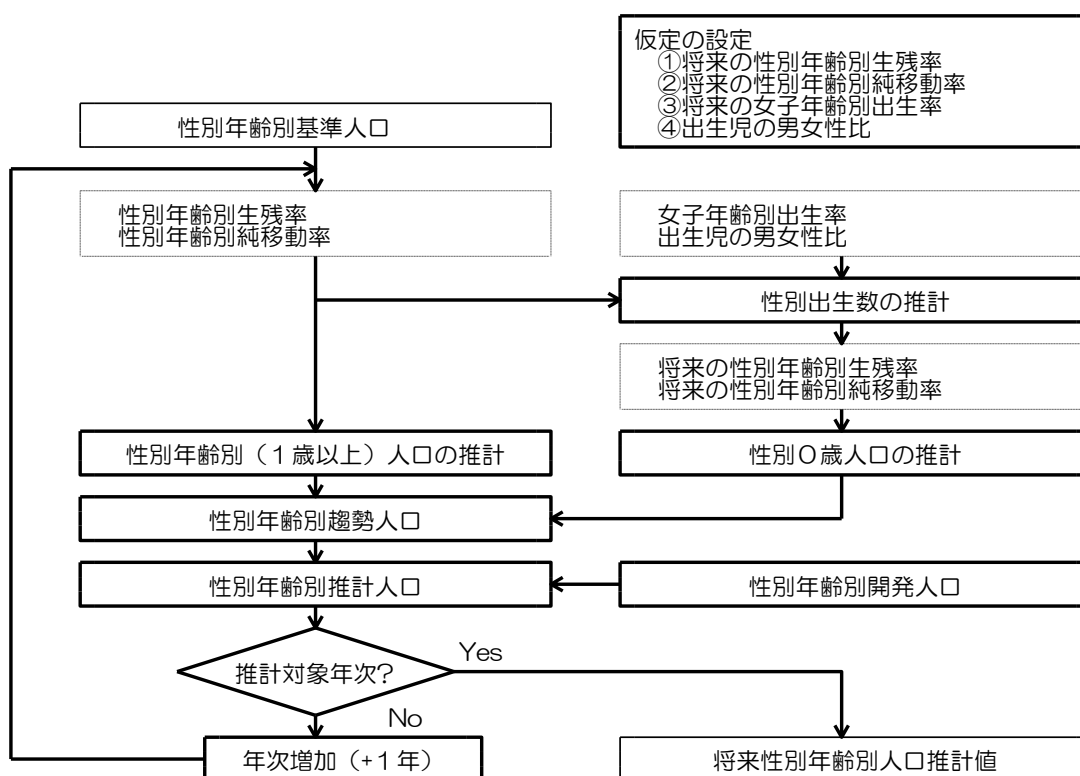 仮定の設定
①将来の性別年齢別生残率
②将来の性別年齢別純移動率
③将来の女子年齢別出生率
④出生児の男女性比
性別年齢別基準人口
性別年齢別生残率
性別年齢別純移動率
女子年齢別出生率
出生児の男女性比
性別出生数の推計
将来の性別年齢別生残率
将来の性別年齢別純移動率
性別年齢別（１歳以上）人口の推計
性別０歳人口の推計
性別年齢別趨勢人口
性別年齢別推計人口
性別年齢別開発人口
推計対象年次?
Yes
No
年次増加（+１年）
将来性別年齢別人口推計値